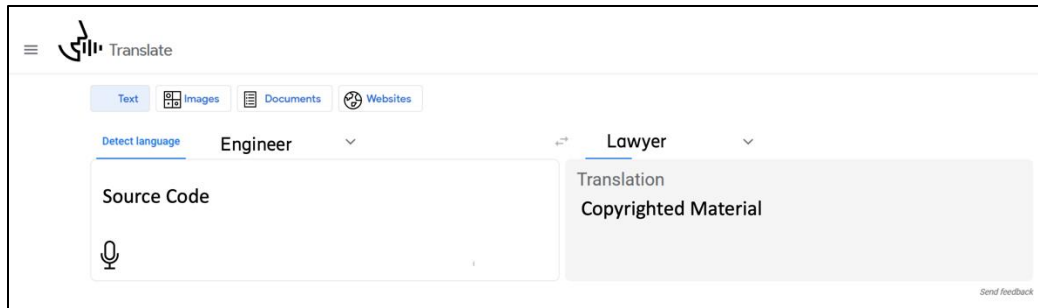 Translate
Text Images Documents Websites
Detect language Engineer Lawyer
Source Code
Translation
Copyrighted Material
Send feedback